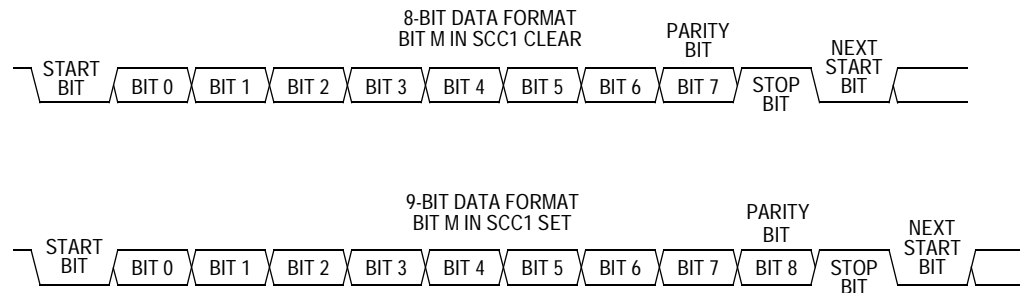 8-BIT DATA FORMAT
BIT M IN SCC1 CLEAR
PARITY
BIT
NEXT
START
BIT
START
BIT
BIT 0
BIT 1
BIT 2
BIT 3
BIT 4
BIT 5
BIT 6
BIT 7
STOP
BIT
9-BIT DATA FORMAT
BIT M IN SCC1 SET
PARITY
BIT
NEXT
START
BIT
START
BIT
BIT 0
BIT 1
BIT 2
BIT 3
BIT 4
BIT 5
BIT 6
BIT 7
BIT 8
STOP
BIT